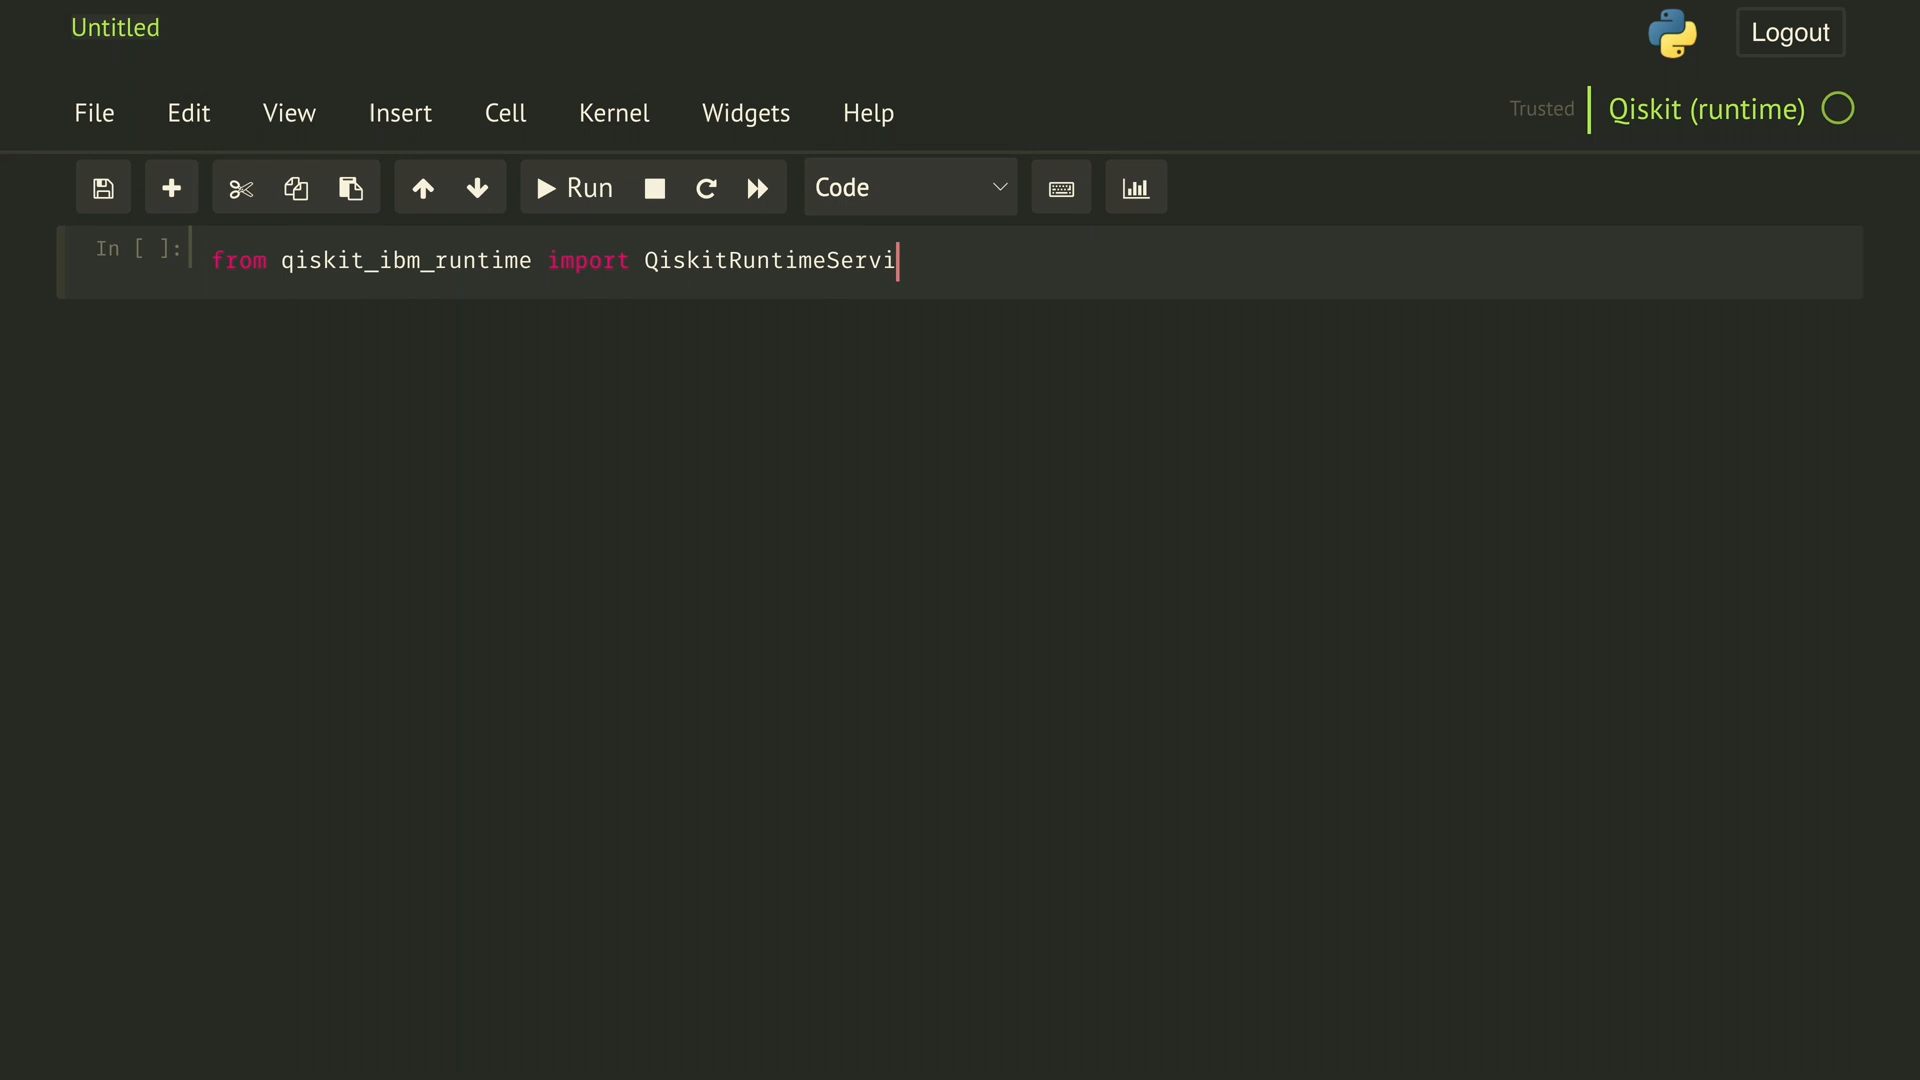 Untitled
Logout
File Edit View Insert Cell Kernel Widgets Help
Trusted Qiskit (runtime)
Run Code
In [ ]: from qiskit_ibm_runtime import QiskitRuntimeServi